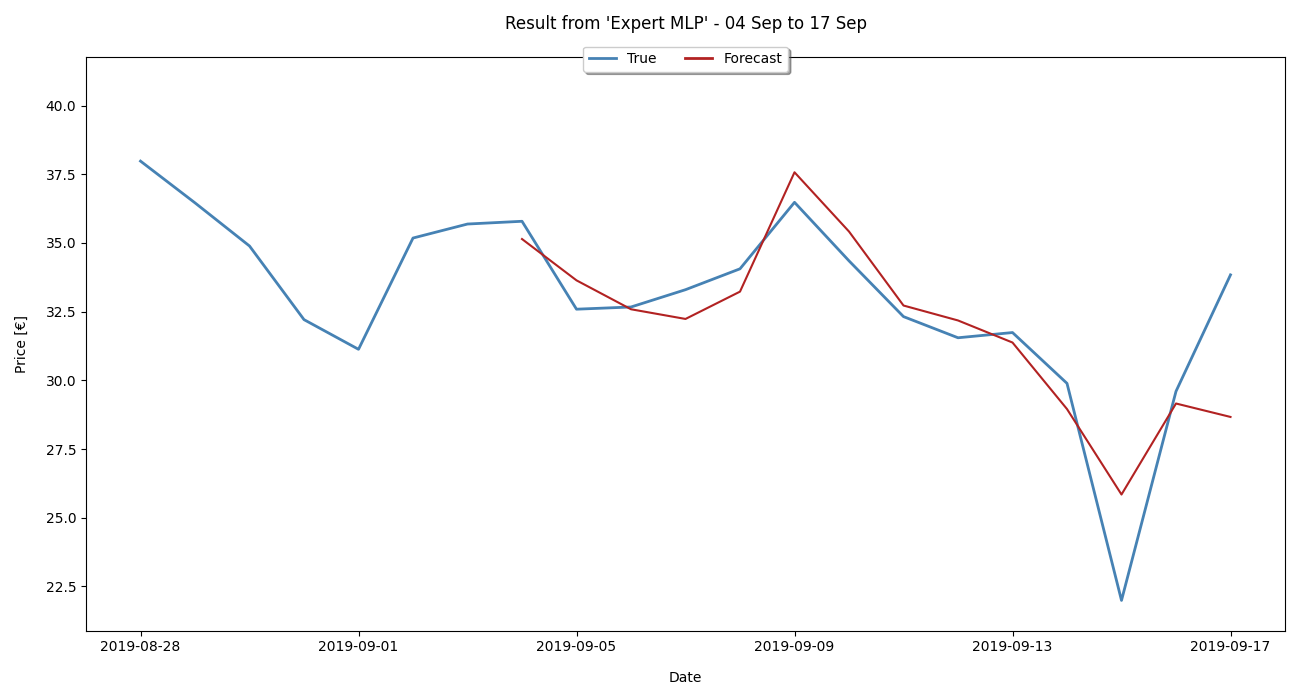 Result from 'Expert MLP' - 04 Sep to 17 Sep
True Forecast
40.0
37.5
35.0
32.5
30.0
27.5
25.0
22.5
Price [€]
2019-08-28 2019-09-01 2019-09-05 2019-09-09 2019-09-13 2019-09-17
Date